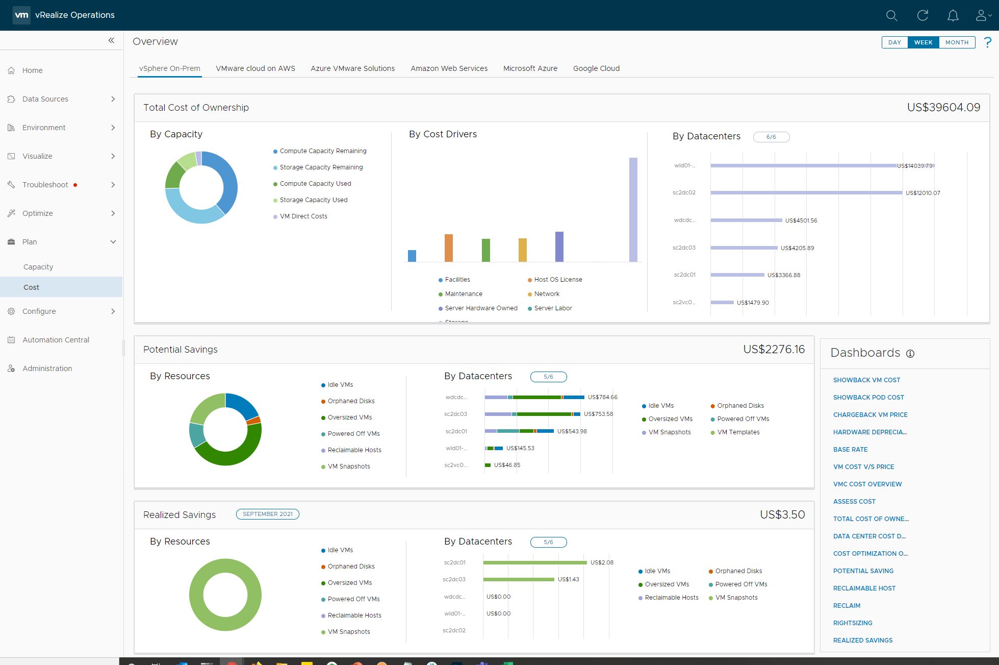 vm vRealize Operations
Overview
DAY WEEK MONTH ?
Home
Data Sources
Environment
Visualize
Troubleshoot
Optimize
Plan
Capacity
Cost
Configure
Automation Central
Administration
vSphere On-Prem VMware cloud on AWS Azure VMware Solutions Amazon Web Services Microsoft Azure Google Cloud
Total Cost of Ownership US$39604.09
By Capacity
Compute Capacity Remaining
Storage Capacity Remaining
Compute Capacity Used
Storage Capacity Used
VM Direct Costs
By Cost Drivers
Facilities Host OS License
Maintenance Network
Server Hardware Owned Server Labor
Storage
By Datacenters 6/6
wld01-... US$14039.79
sc2dc02 US$12010.07
wdcdc... US$4501.56
sc2dc03 US$4205.89
sc2dc01 US$3366.88
sc2vc0... US$1479.90
Potential Savings US$2276.16
By Resources
Idle VMs
Orphaned Disks
Oversized VMs
Powered Off VMs
Reclaimable Hosts
VM Snapshots
By Datacenters 5/6
wdcdc... US$784.66
sc2dc03 US$753.58
sc2dc01 US$543.98
wld01-... US$145.53
sc2vc0... US$46.85
Idle VMs Orphaned Disks
Oversized VMs Powered Off VMs
VM Snapshots VM Templates
Realized Savings SEPTEMBER 2021 US$3.50
By Resources
Idle VMs
Orphaned Disks
Oversized VMs
Powered Off VMs
Reclaimable Hosts
VM Snapshots
By Datacenters 5/6
sc2dc01 US$2.08
sc2dc03 US$1.43
wdcdc... US$0.00
wld01-... US$0.00
sc2dc02
Idle VMs Orphaned Disks
Oversized VMs Powered Off VMs
Reclaimable Hosts VM Snapshots
Dashboards
SHOWBACK VM COST
SHOWBACK POD COST
CHARGEBACK VM PRICE
HARDWARE DEPRECIA...
BASE RATE
VM COST V/S PRICE
VMC COST OVERVIEW
ASSESS COST
TOTAL COST OF OWNE...
DATA CENTER COST D...
COST OPTIMIZATION O...
POTENTIAL SAVING
RECLAIMABLE HOST
RECLAIM
RIGHTSIZING
REALIZED SAVINGS